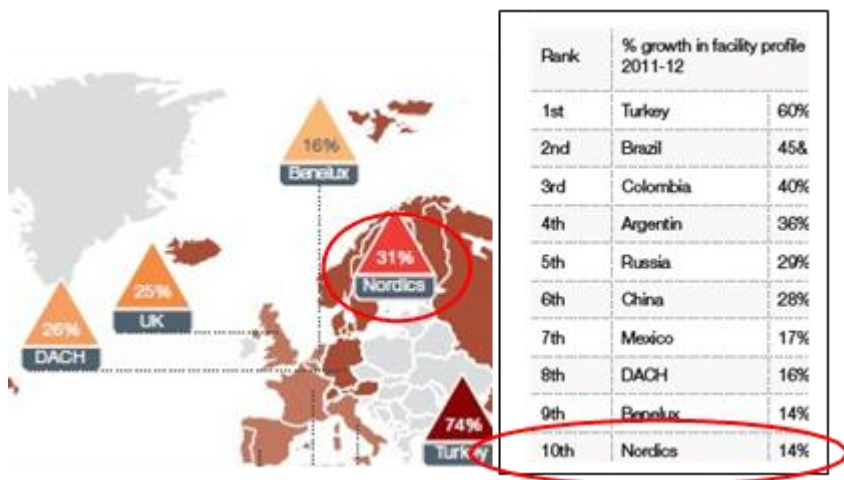 16%
Benelux
31%
Nordics
25%
UK
26%
DACH
74%
Turkey
Rank % growth in facility profile
2011-12
1st Turkey 60%
2nd Brazil 45&
3rd Colombia 40%
4th Argentin 36%
5th Russia 29%
6th China 28%
7th Mexico 17%
8th DACH 16%
9th Benelux 14%
10th Nordics 14%